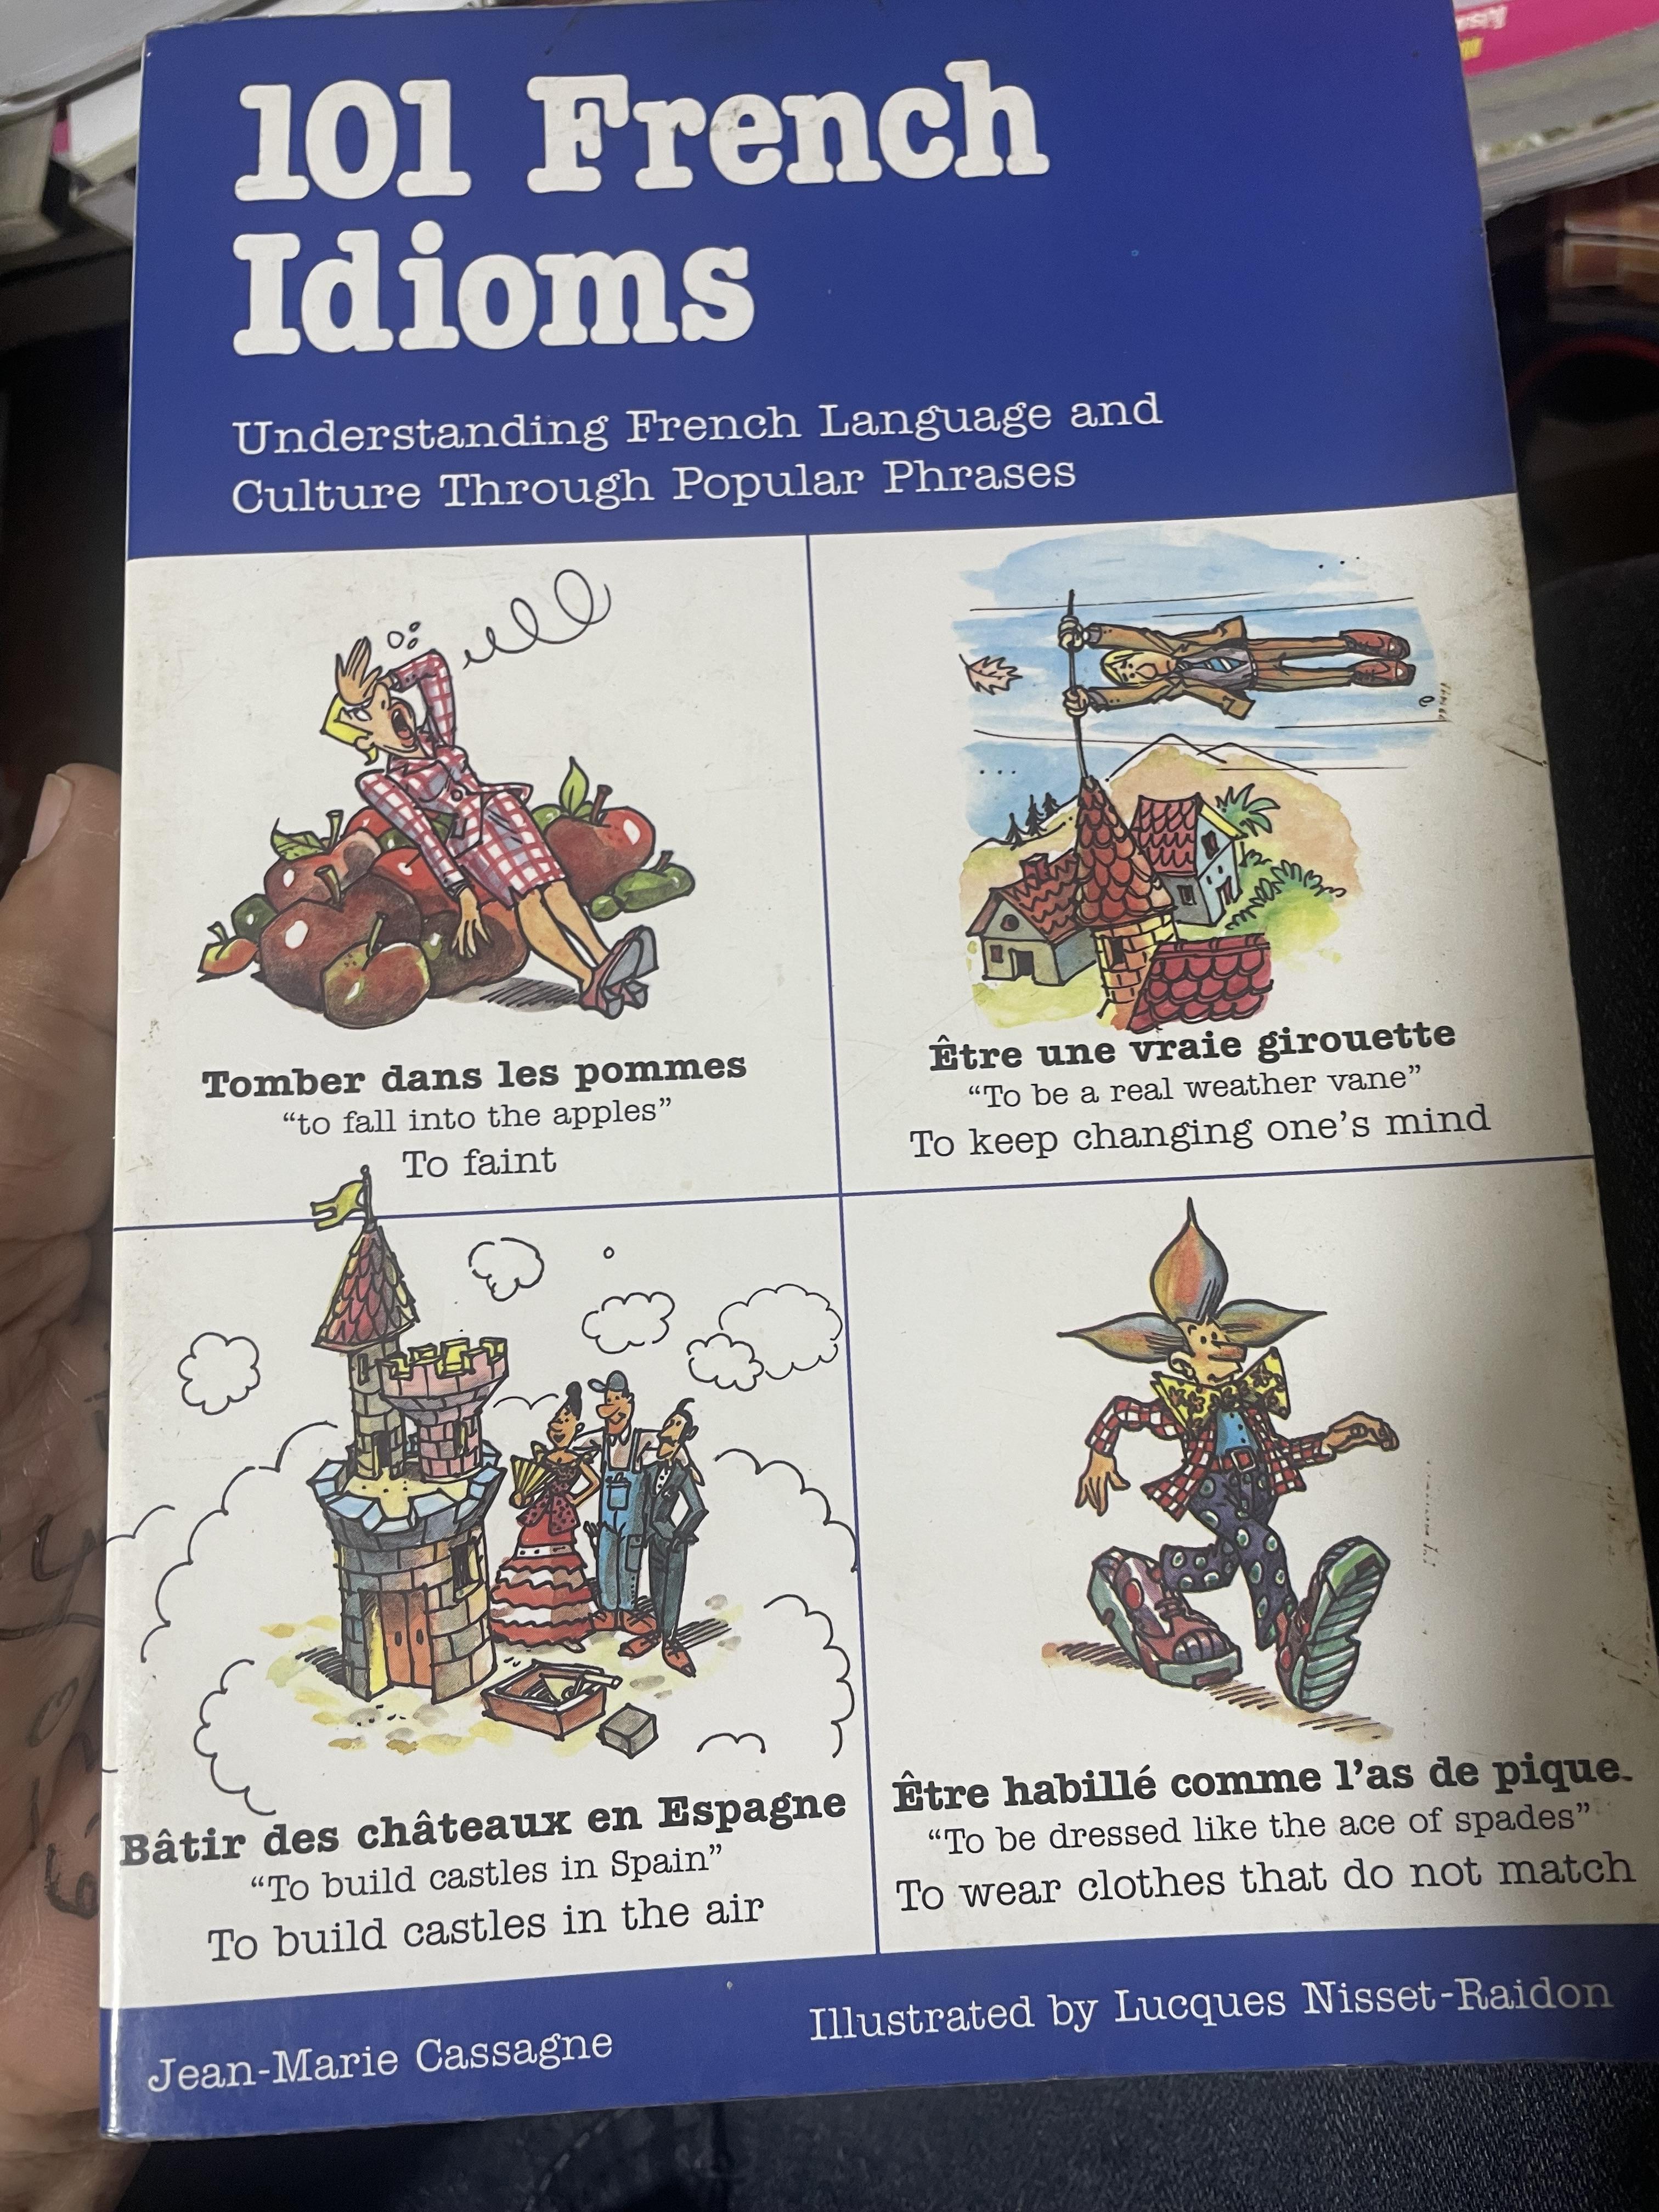 101 French
Idioms
Understanding French Language and
Culture Through Popular Phrases
Tomber dans les pommes
“to fall into the apples”
To faint
Être une vraie girouette
“To be a real weather vane”
To keep changing one’s mind
Bâtir des châteaux en Espagne
“To build castles in Spain”
To build castles in the air
Être habillé comme l’as de pique
“To be dressed like the ace of spades”
To wear clothes that do not match
Jean-Marie Cassagne
Illustrated by Lucques Nisset-Raidon